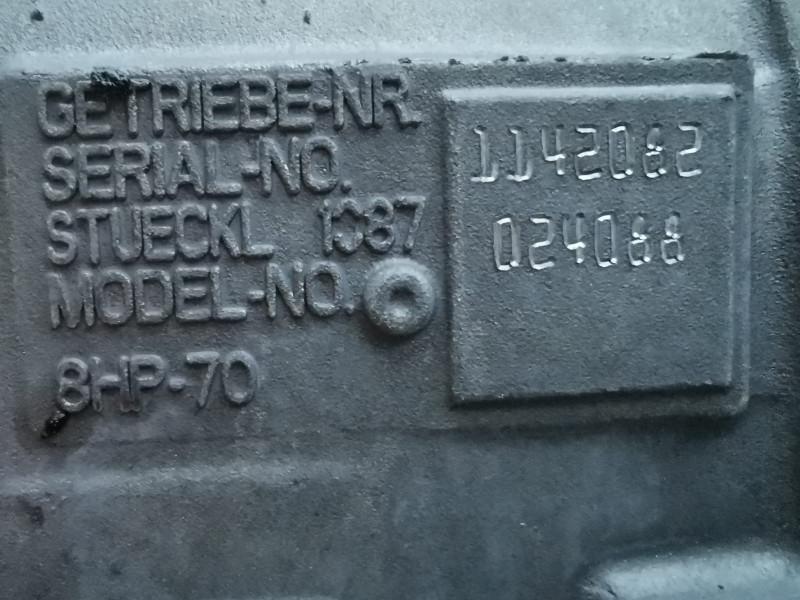 GETRIEBE-NR.
SERIAL-NO.
STUECKL 1087
MODEL-NO.
8HP-70
1142082
024088